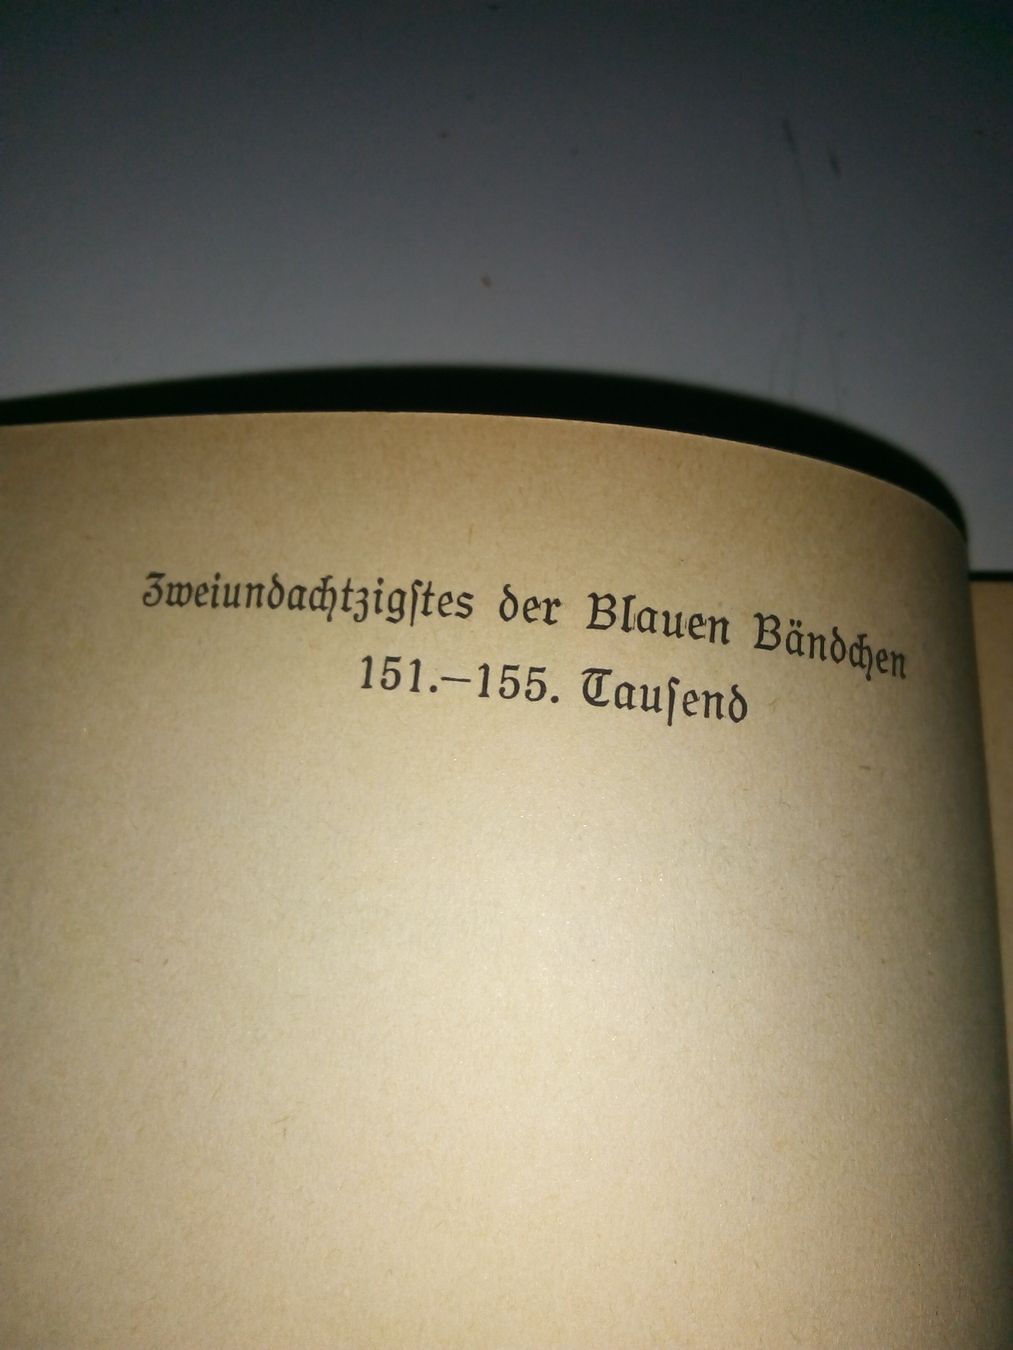 Zweiundachtzigſtes der Blauen Bändchen
151.–155. Tauſend